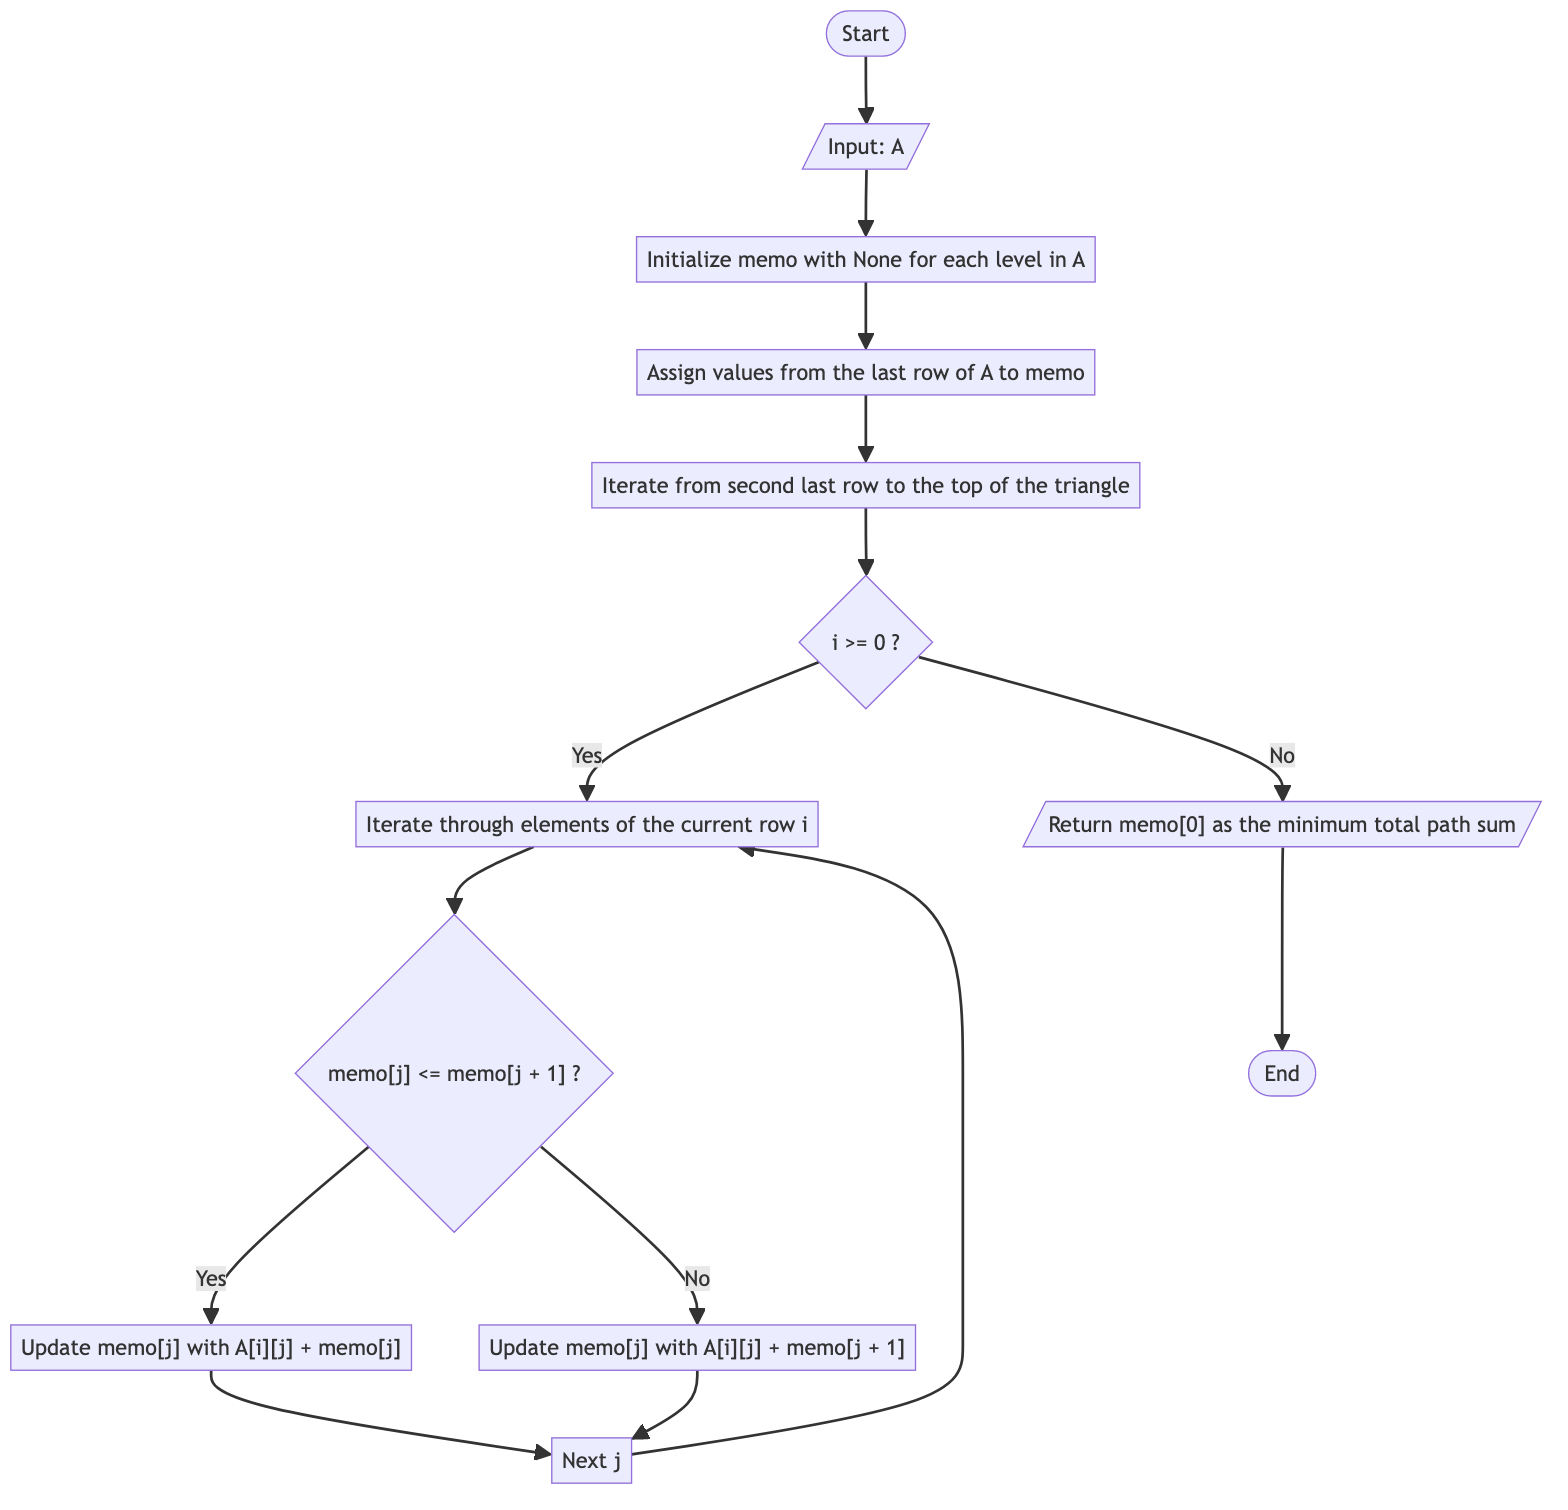 Start
Input: A
Initialize memo with None for each level in A
Assign values from the last row of A to memo
Iterate from second last row to the top of the triangle
i >= 0 ?
Yes
No
Iterate through elements of the current row i
Return memo[0] as the minimum total path sum
memo[j] <= memo[j + 1] ?
End
Yes
No
Update memo[j] with A[i][j] + memo[j]
Update memo[j] with A[i][j] + memo[j + 1]
Next j